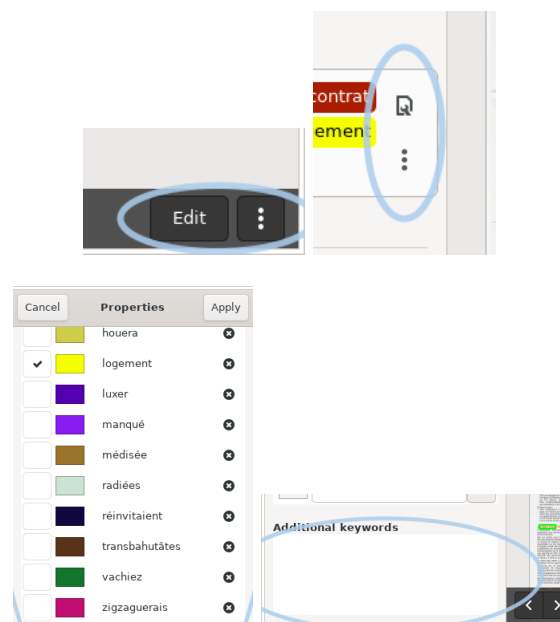 contrat
ement
Edit
Cancel
Properties
Apply
houera
logement
luxer
manqué
médisée
radiées
réinvitaient
transbahutâtes
vachiez
zigzaguerais
Additional keywords